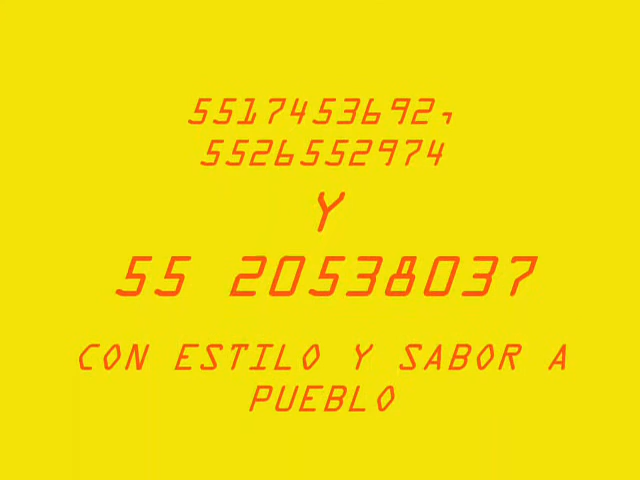 5517453692,
5526552974
Y
55 20538037
CON ESTILO Y SABOR A
PUEBLO